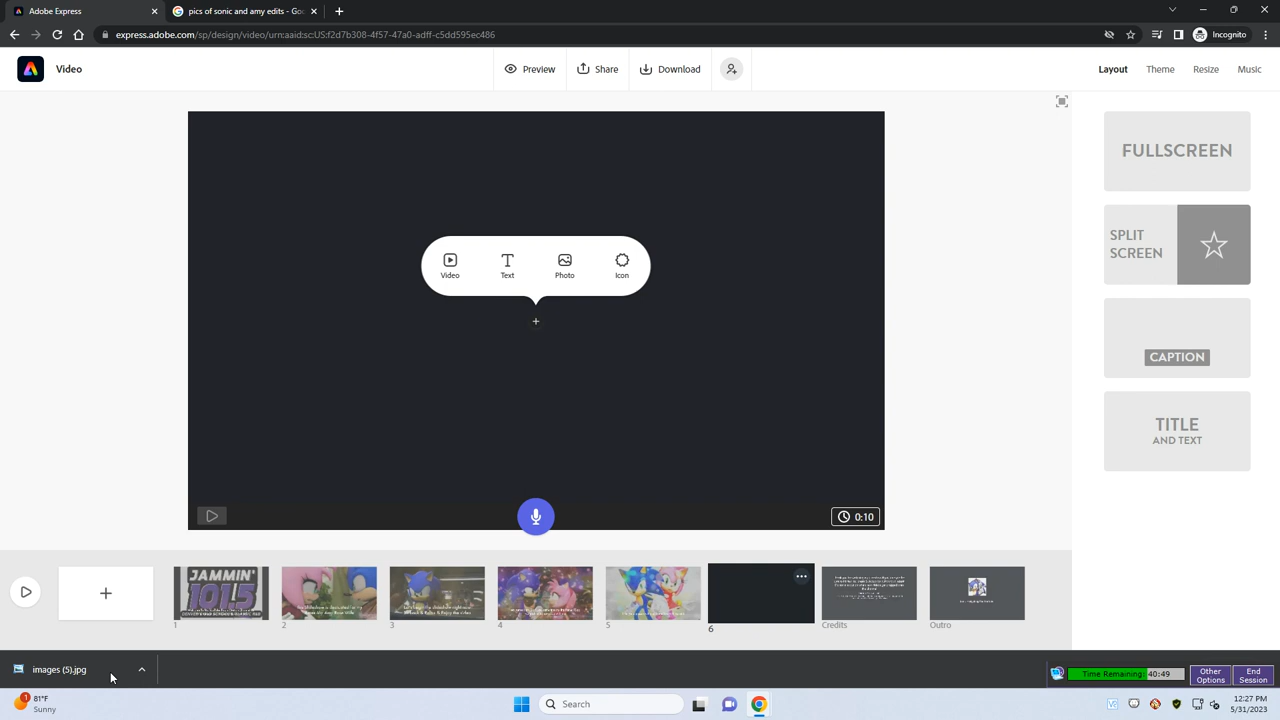 Adobe Express
pics of sonic and amy edits - Goo
express.adobe.com/sp/design/video/urn:aaid:sc:US:f2d7b308-4f57-47a0-adff-c5dd595ec486
Incognito
Video
Preview
Share
Download
Layout
Theme
Resize
Music
FULLSCREEN
SPLIT
SCREEN
CAPTION
TITLE
AND TEXT
Video
Text
Photo
Icon
0:10
JAMMIN'
1
2
3
4
5
6
Credits
Outro
images (5).jpg
Time Remaining 40:49
Other
Options
End
Session
1
81°F
Sunny
Search
12:27 PM
5/31/2023